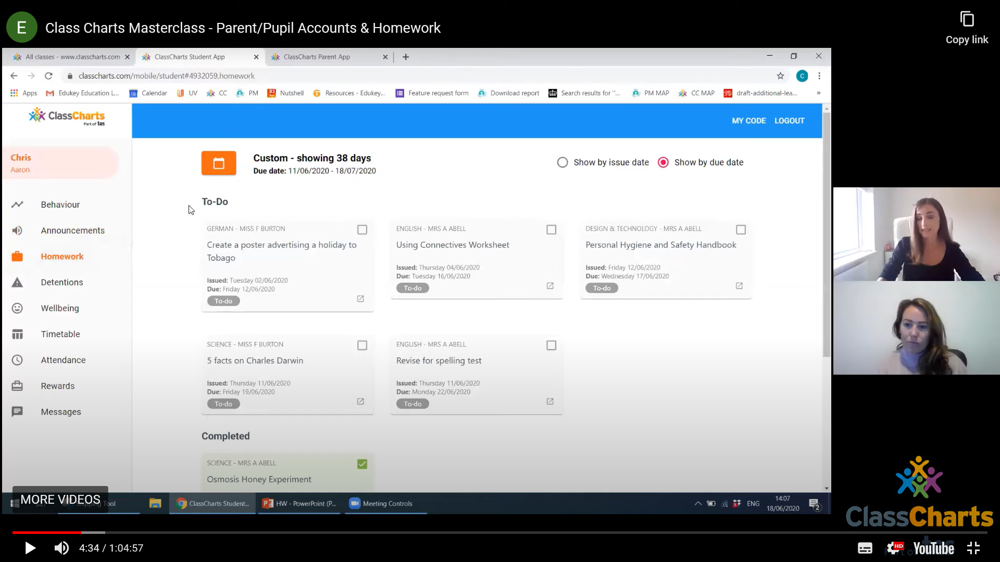 E
Class Charts Masterclass - Parent/Pupil Accounts & Homework
Copy link
All classes - www.classcharts.com
ClassCharts Student App
ClassCharts Parent App
classcharts.com/mobile/student#4932059,homework
C
Apps
Edukey Education L...
18
Calendar
UV
CC
PM
83
Nutshell
Resources - Edukey...
Feature request form
Download report
Search results for "...
PM MAP
CC MAP
draft-additional-lea...
»
ClassCharts
Part of tes
MY CODE
LOGOUT
Chris
Aaron
Behaviour
Announcements
Homework
Detentions
Wellbeing
Timetable
Attendance
Rewards
Messages
Custom - showing 38 days
Due date: 11/06/2020 - 18/07/2020
Show by issue date
Show by due date
To-Do
GERMAN - MISS F BURTON
Create a poster advertising a holiday to
Tobago
Issued: Tuesday 02/06/2020
Due: Friday 12/06/2020
To-do
ENGLISH - MRS A ABELL
Using Connectives Worksheet
Issued: Thursday 04/06/2020
Due: Tuesday 16/06/2020
To-do
DESIGN & TECHNOLOGY - MRS A ABELL
Personal Hygiene and Safety Handbook
Issued: Friday 12/06/2020
Due: Wednesday 17/06/2020
To-do
SCIENCE - MISS F BURTON
5 facts on Charles Darwin
Issued: Thursday 11/06/2020
Due: Friday 19/06/2020
To-do
ENGLISH - MRS A ABELL
Revise for spelling test
Issued: Thursday 11/06/2020
Due: Monday 22/06/2020
To-do
Completed
SCIENCE - MRS A ABELL
Osmosis Honey Experiment
MORE VIDEOS
Tool
ClassCharts Student...
HW - PowerPoint (P...
Meeting Controls
ENG
14:07
18/06/2020
2
ClassCharts
4:34 / 1:04:57
HD
YouTube